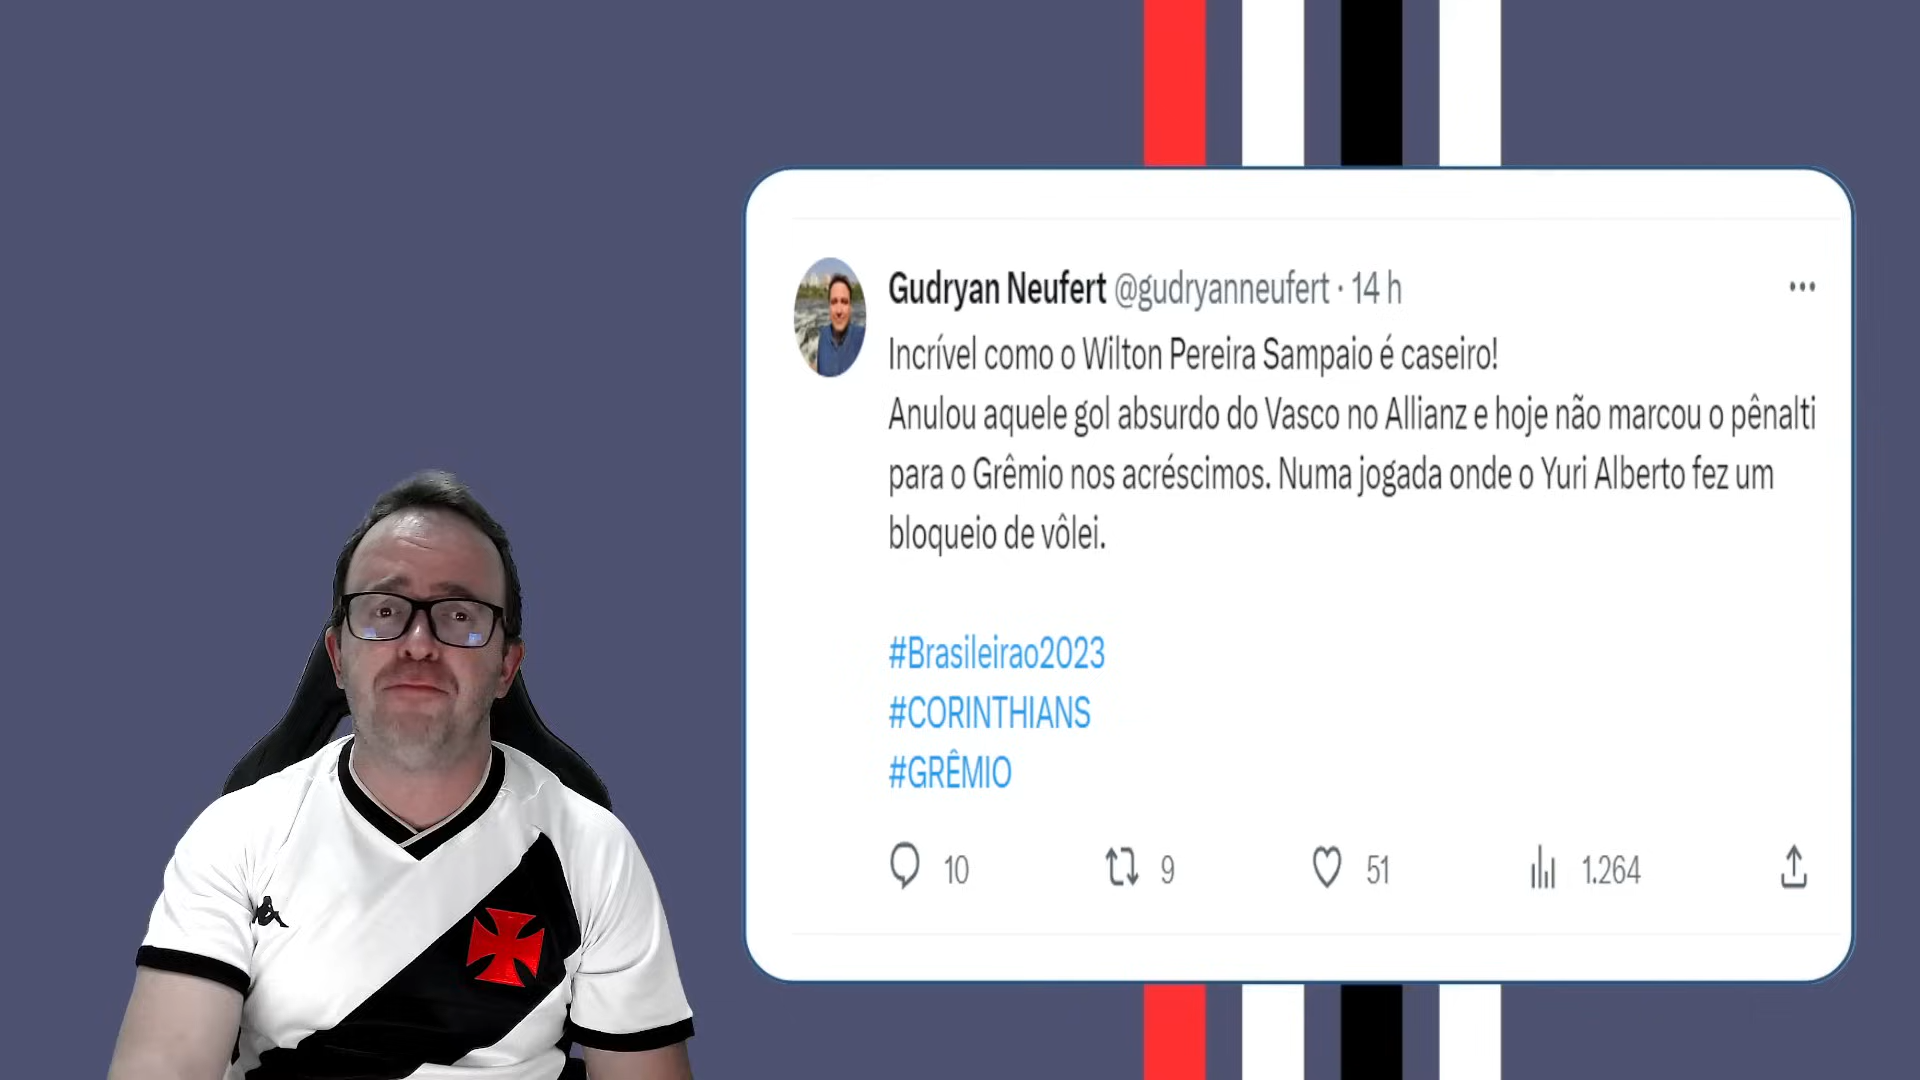 Gudryan Neufert @gudryanneufert · 14 h
Incrível como o Wilton Pereira Sampaio é caseiro!
Anulou aquele gol absurdo do Vasco no Allianz e hoje não marcou o pênalti
para o Grêmio nos acréscimos. Numa jogada onde o Yuri Alberto fez um
bloqueio de vôlei.
#Brasileirao2023
#CORINTHIANS
#GRÊMIO
10 9 51 1.264